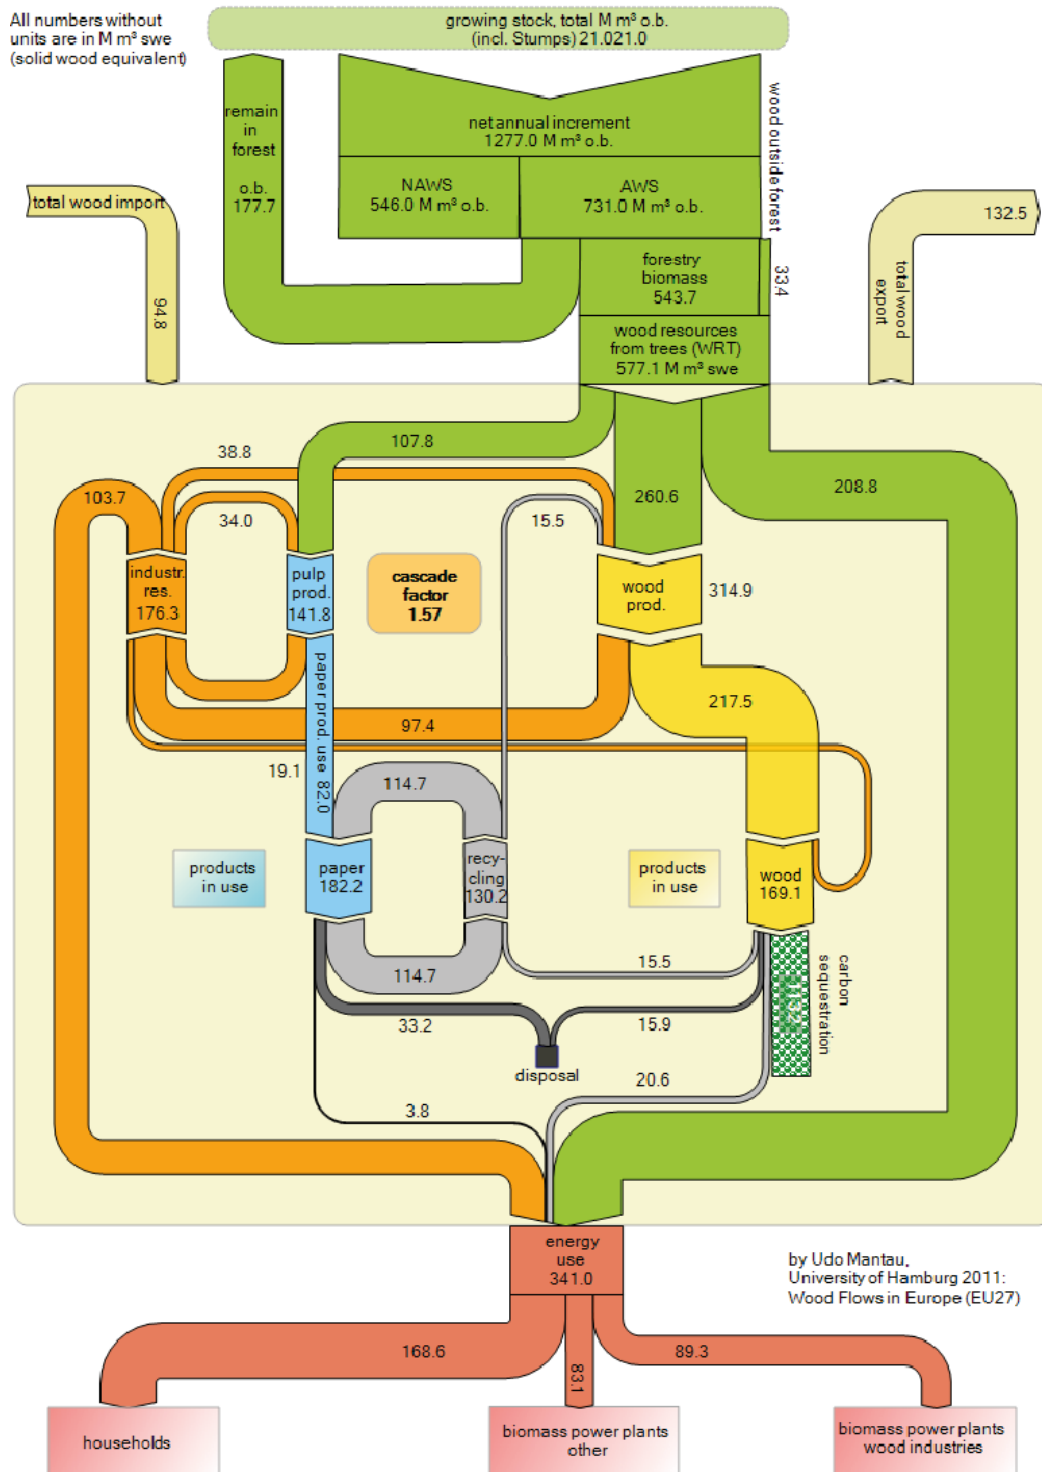 All numbers without
units are in M m³ swe
(solid wood equivalent)
growing stock, total M m³ o.b.
(incl. Stumps) 21.021.0
remain
in
forest
o.b.
177.7
net annual increment
1277.0 M m³ o.b.
NAWS
546.0 M m³ o.b.
AWS
731.0 M m³ o.b.
wood outside forest
33.4
total wood import
94.8
132.5
total wood
export
forestry
biomass
543.7
wood resources
from trees (WRT)
577.1 M m³ swe
107.8
38.8
103.7
34.0
15.5
260.6
208.8
industr.
res.
176.3
pulp
prod.
141.8
cascade
factor
1.57
wood
prod.
314.9
paper prod. use 82.0
217.5
97.4
19.1
114.7
products
in use
paper
182.2
recy-
cling
130.2
products
in use
wood
169.1
114.7
15.5
carbon
sequestration
113.2
33.2
15.9
disposal
20.6
3.8
energy
use
341.0
by Udo Mantau,
University of Hamburg 2011:
Wood Flows in Europe (EU27)
168.6
83.1
89.3
households
biomass power plants
other
biomass power plants
wood industries